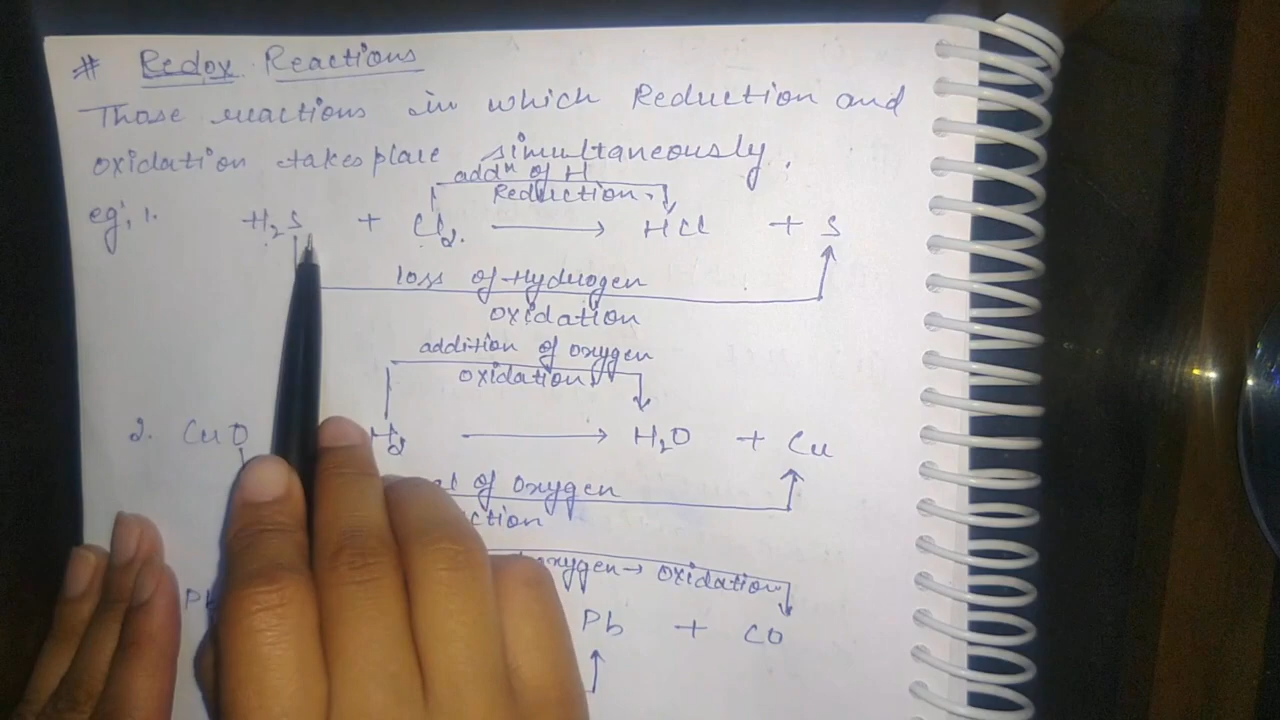 # Redox Reactions
Those reactions in which Reduction and
oxidation takes place simultaneously.
addn of H
Reduction.
eg', 1. H2S + Cl2. → HCl + S
loss of Hydrogen
oxidation
addition of oxygen
oxidation.
2. CuO H2 → H2O + Cu
of oxygen
ction
oxygen → oxidation
Pb Pb + CO